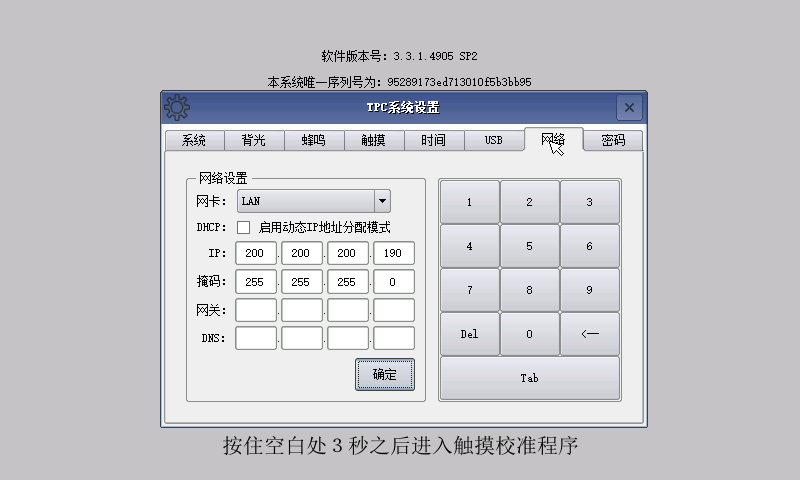 软件版本号：3.3.1.4905 SP2
本系统唯一序列号为：95289173ed713010f5b3bb95
TPC系统设置
系统 背光 蜂鸣 触摸 时间 USB 网络 密码
网络设置
网卡： LAN
DHCP： 启用动态IP地址分配模式
IP： 200 . 200 . 200 . 190
掩码： 255 . 255 . 255 . 0
网关： . . .
DNS： . . .
确定
1 2 3
4 5 6
7 8 9
Del 0 <—
Tab
按住空白处 3 秒之后进入触摸校准程序